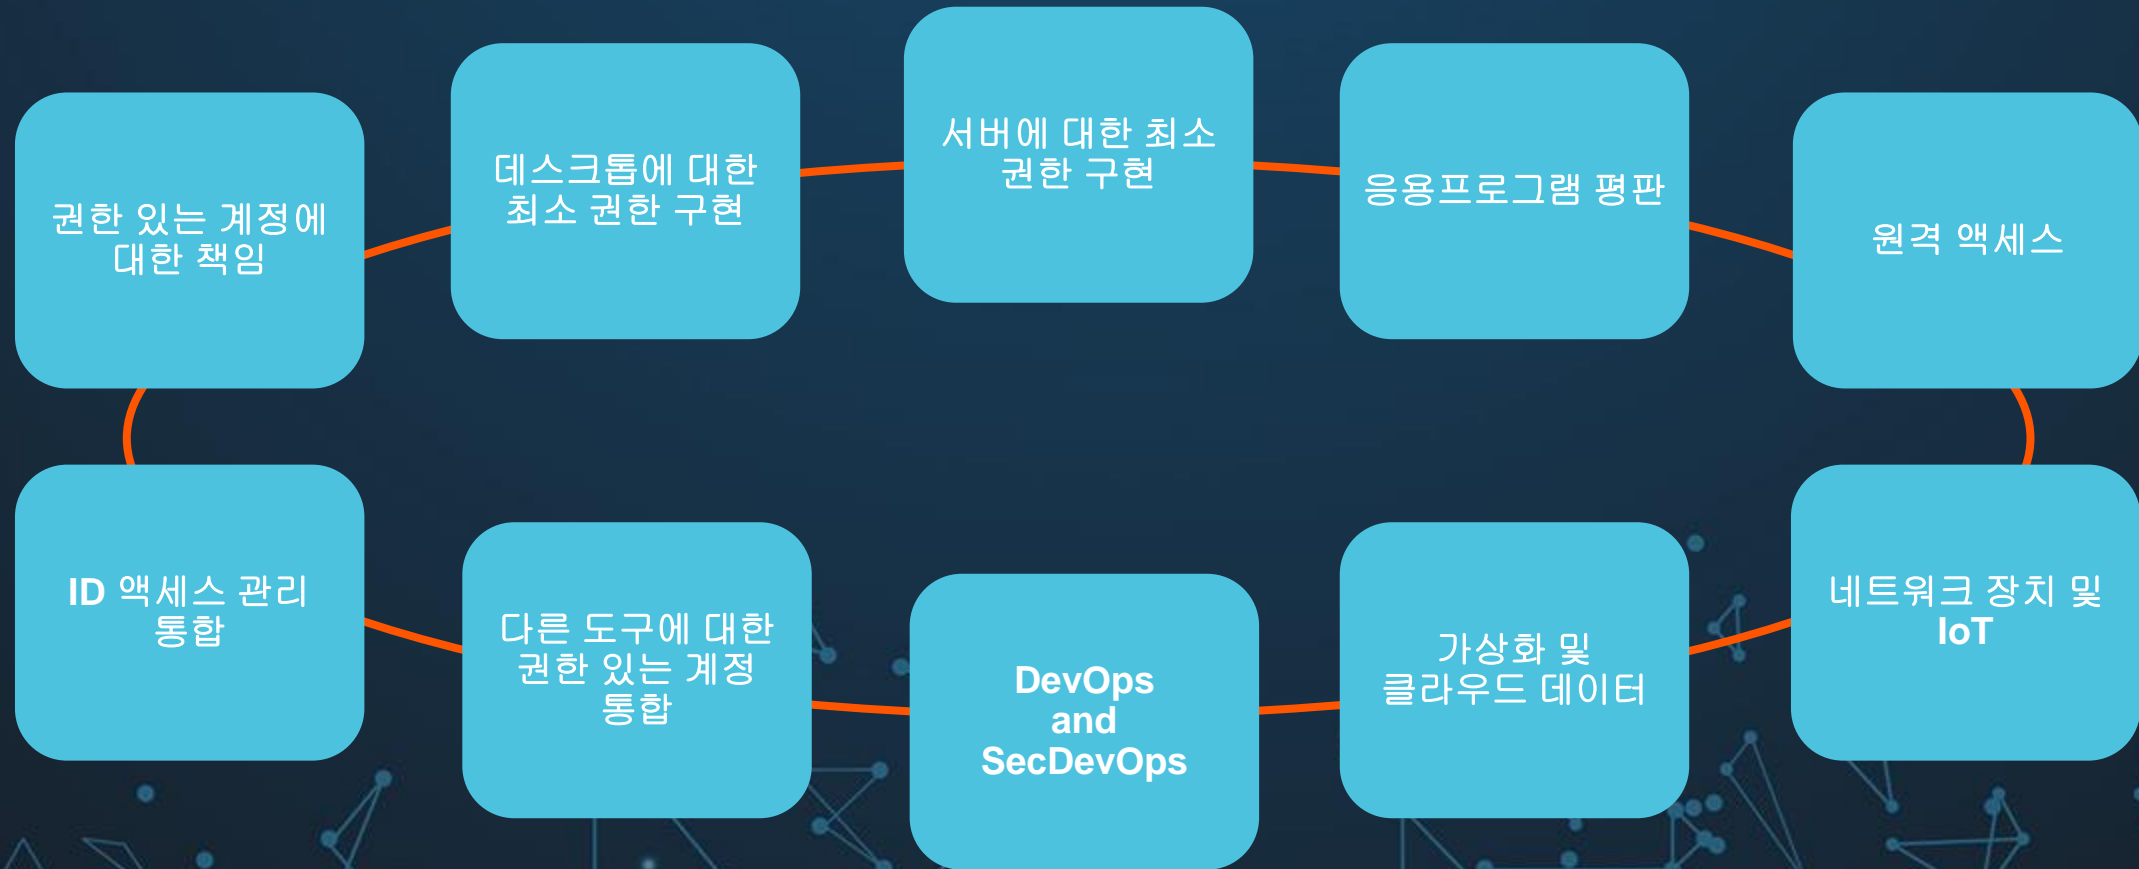 권한 있는 계정에
대한 책임
데스크톱에 대한
최소 권한 구현
서버에 대한 최소
권한 구현
응용프로그램 평판
원격 액세스
ID 액세스 관리
통합
다른 도구에 대한
권한 있는 계정
통합
DevOps
and
SecDevOps
가상화 및
클라우드 데이터
네트워크 장치 및
IoT